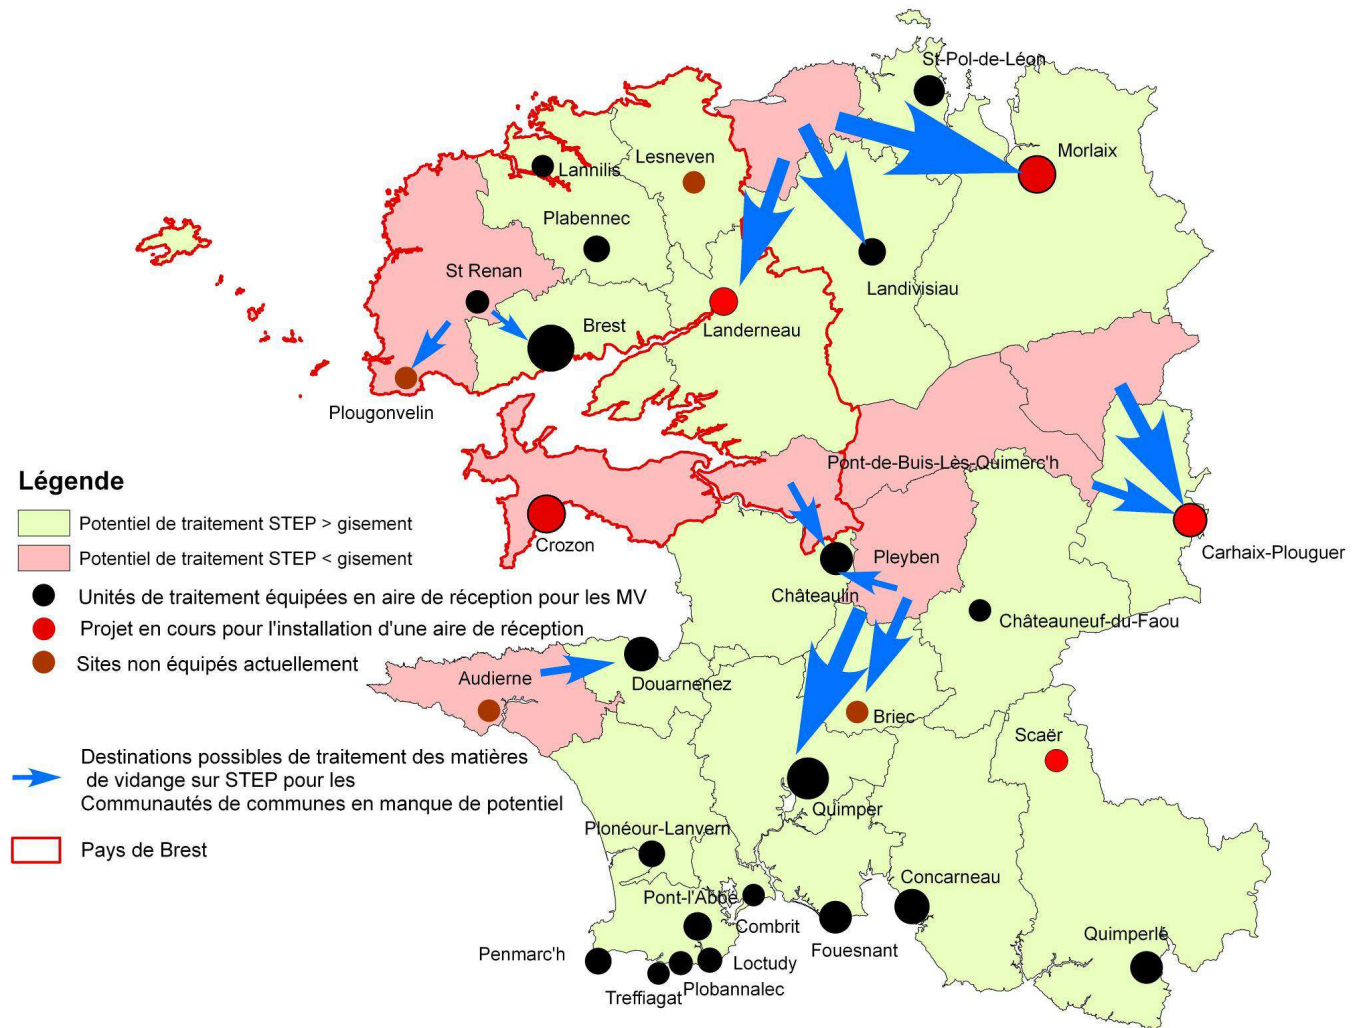 St-Pol-de-Léon
Morlaix
Lesneven
Lannilis
Plabennec
St Renan
Landivisiau
Brest
Landerneau
Plougonvelin
Pont-de-Buis-Lès-Quimerc'h
Légende
Potentiel de traitement STEP > gisement
Potentiel de traitement STEP < gisement
Unités de traitement équipées en aire de réception pour les MV
Projet en cours pour l'installation d'une aire de réception
Sites non équipés actuellement
Destinations possibles de traitement des matières
de vidange sur STEP pour les
Communautés de communes en manque de potentiel
Pays de Brest
Crozon
Pleyben
Carhaix-Plouguer
Châteaulin
Châteauneuf-du-Faou
Audierne
Douarnenez
Briec
Scaër
Quimper
Plonéour-Lanvern
Concarneau
Pont-l'Abbé
Combrit
Fouesnant
Quimperlé
Penmarc'h
Loctudy
Plobannalec
Treffiagat